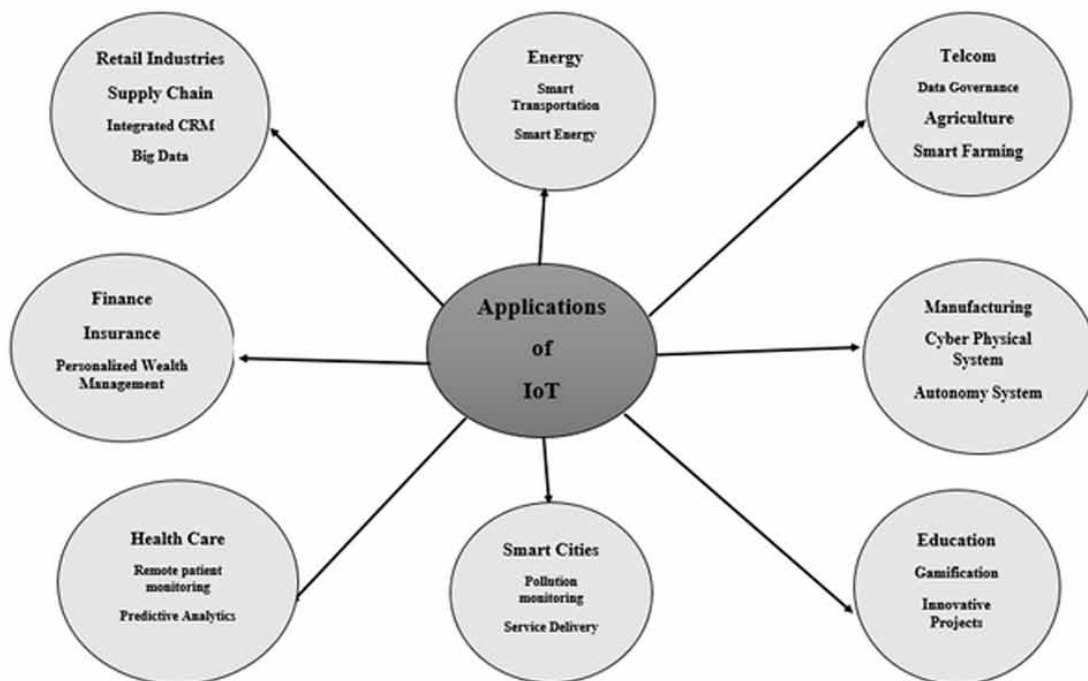 Retail Industries
Supply Chain
Integrated CRM
Big Data
Energy
Smart
Transportation
Smart Energy
Telcom
Data Governance
Agriculture
Smart Farming
Finance
Insurance
Personalized Wealth
Management
Applications
of
IoT
Manufacturing
Cyber Physical
System
Autonomy System
Health Care
Remote patient
monitoring
Predictive Analytics
Smart Cities
Pollution
monitoring
Service Delivery
Education
Gamification
Innovative
Projects